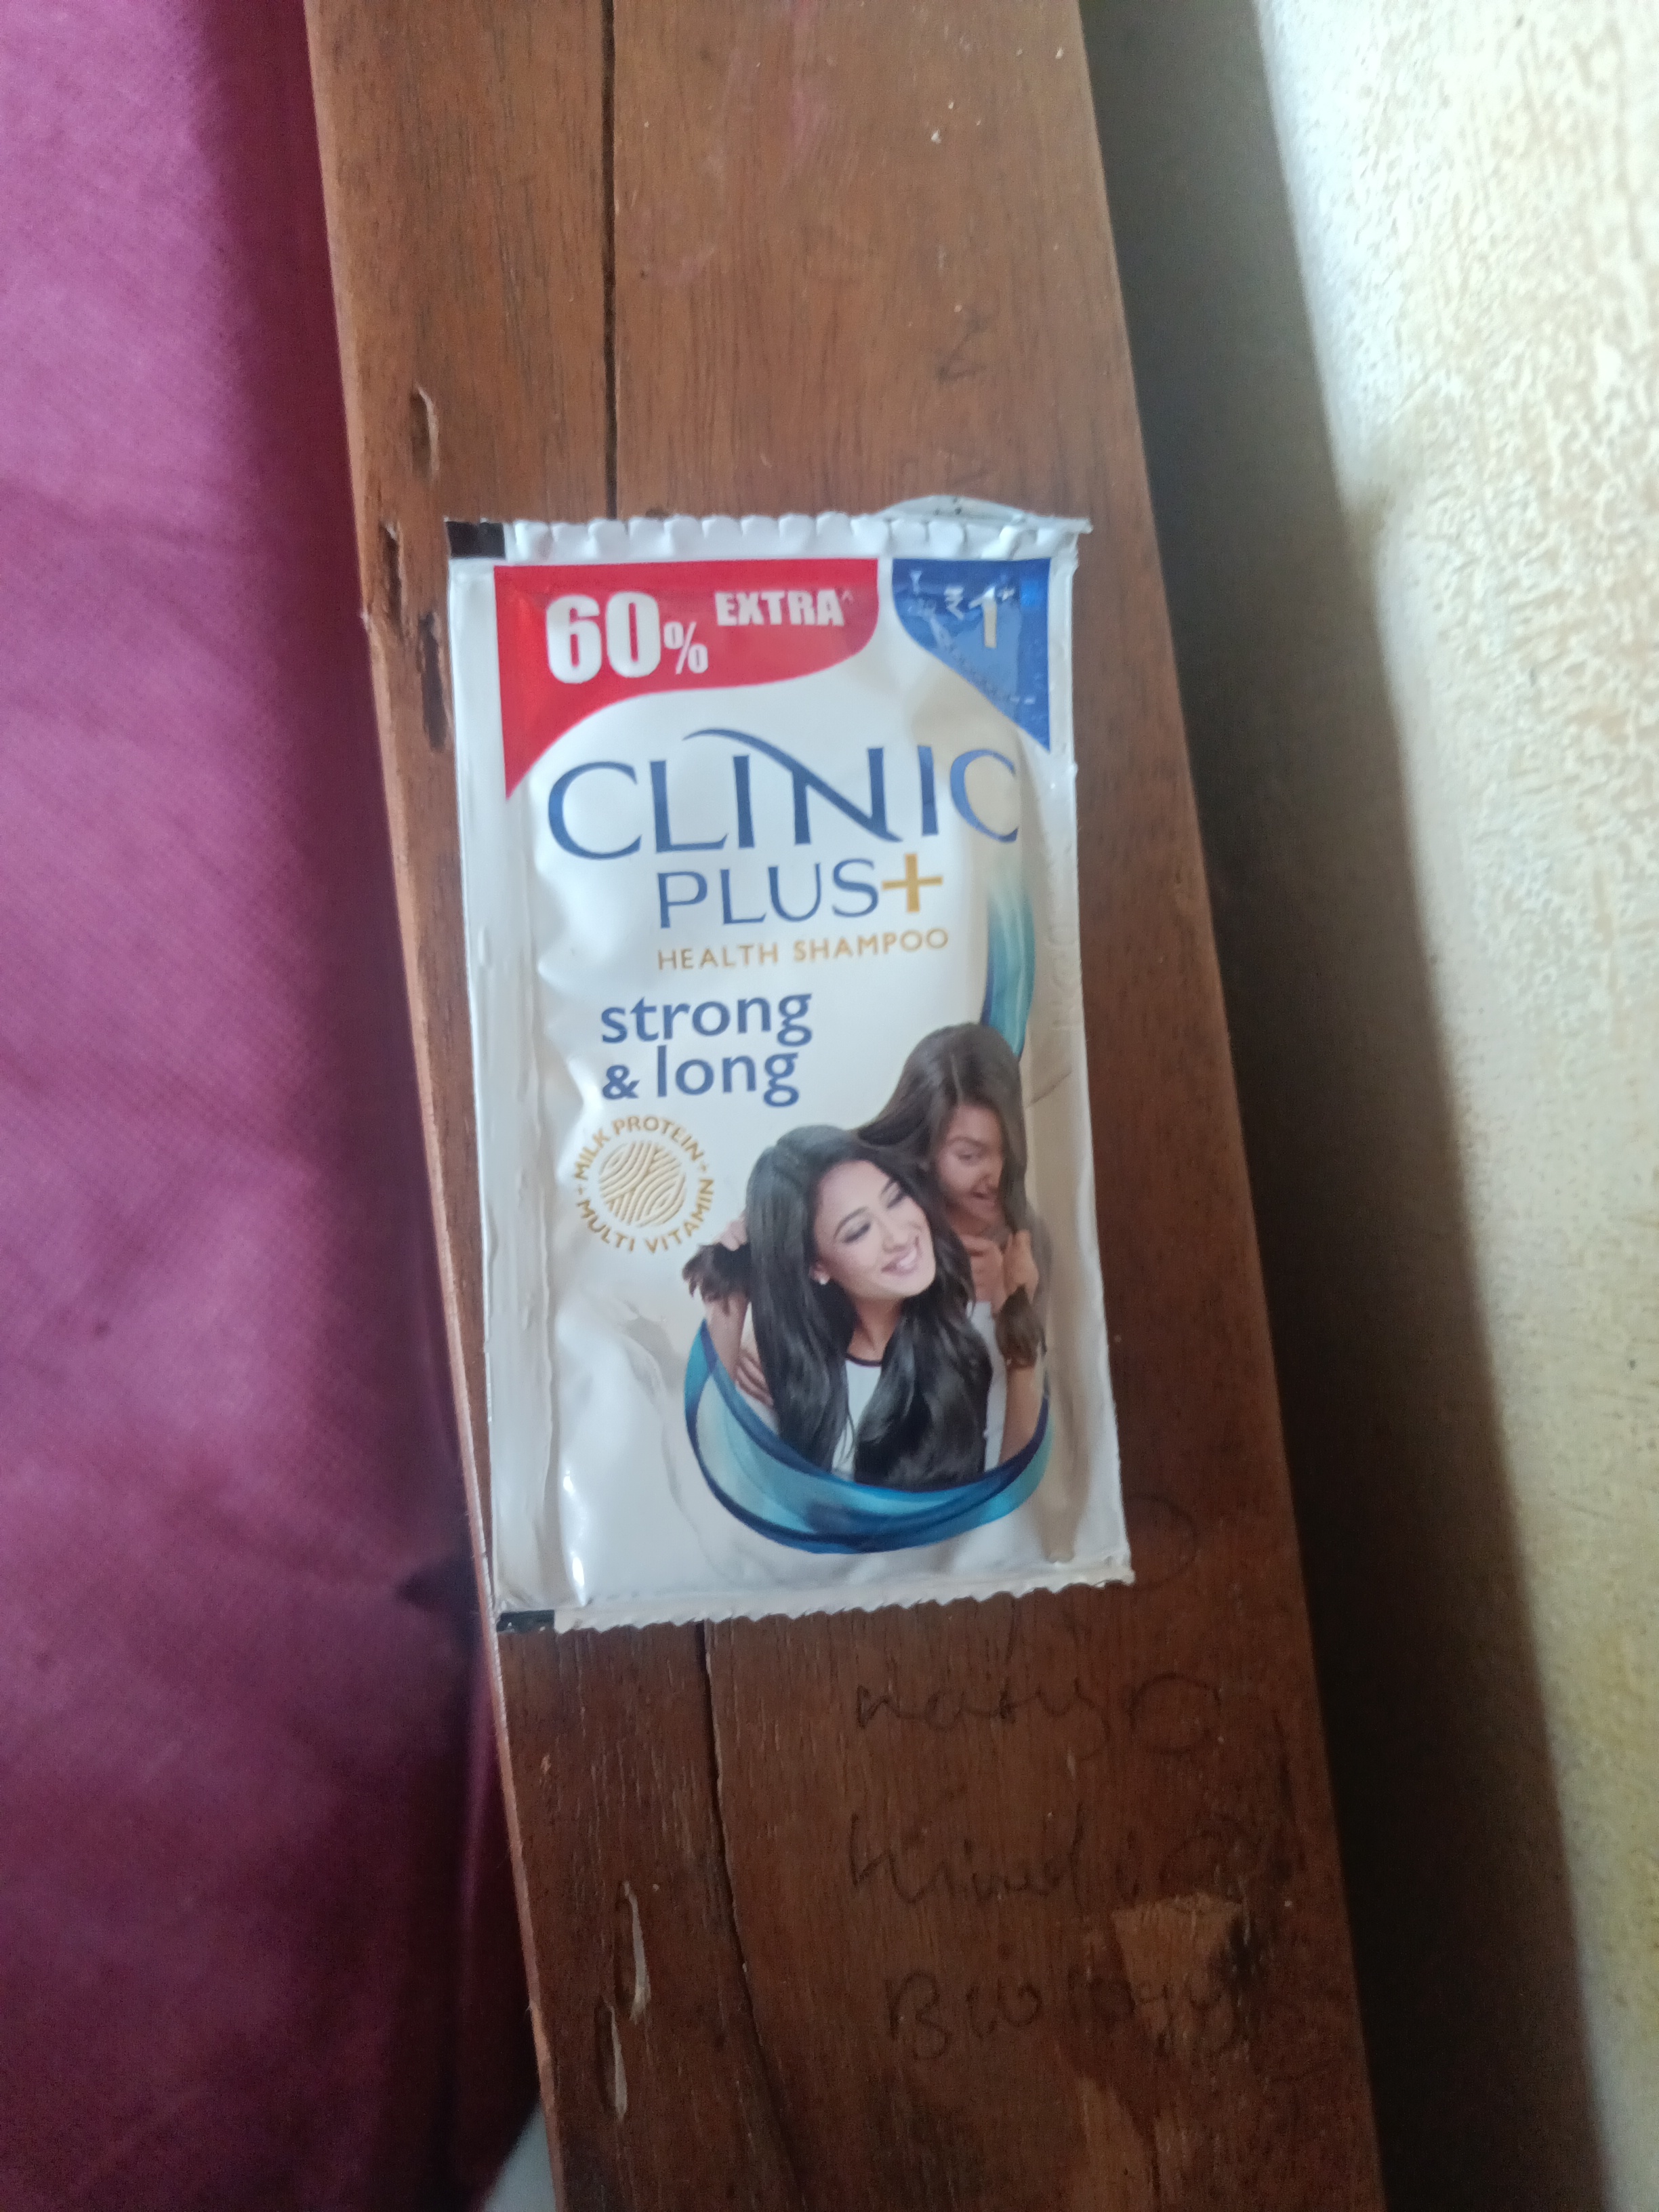 60% EXTRA^
₹1*
CLINIC
PLUS+
HEALTH SHAMPOO
strong
& long
MILK PROTEIN + MULTI VITAMIN +